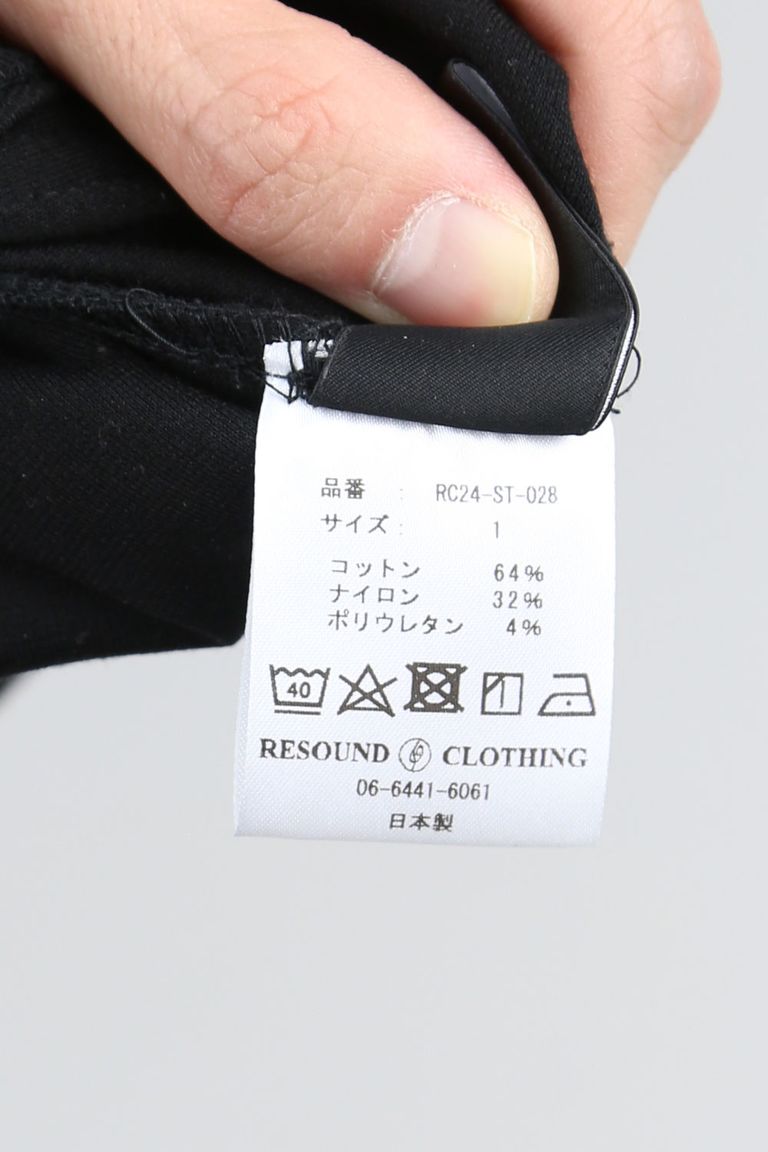 品番 : RC24-ST-028
サイズ : 1
コットン 64%
ナイロン 32%
ポリウレタン 4%
40
RESOUND CLOTHING
06-6441-6061
日本製